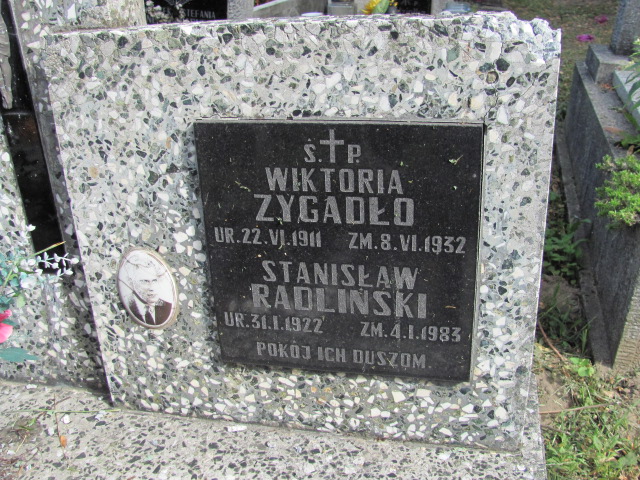 STEFANIA
Ś. † P.
WIKTORIA
ZYGADŁO
UR. 22. VI. 1911 ZM. 8. VI. 1932
STANISŁAW
RADLIŃSKI
UR. 31. I. 1922 ZM. 4. I. 1983
POKÓJ ICH DUSZOM